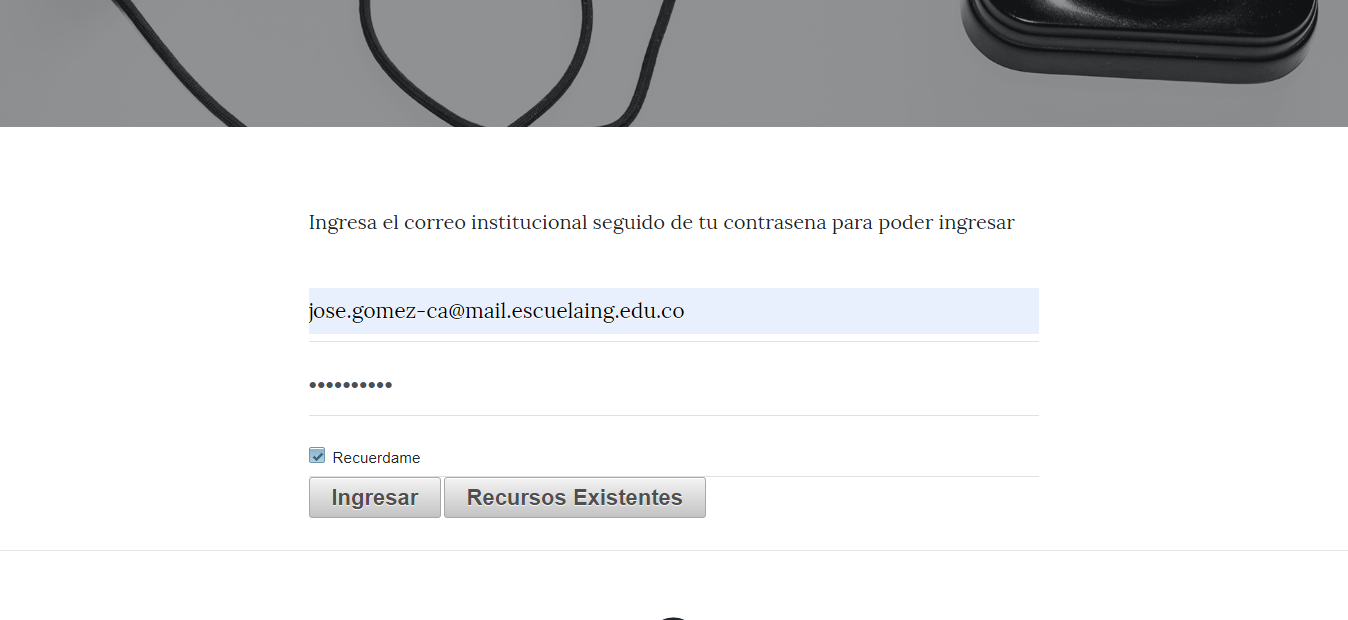 Ingresa el correo institucional seguido de tu contrasena para poder ingresar
jose.gomez-ca@mail.escuelaing.edu.co
••••••••••
Recuerdame
Ingresar Recursos Existentes